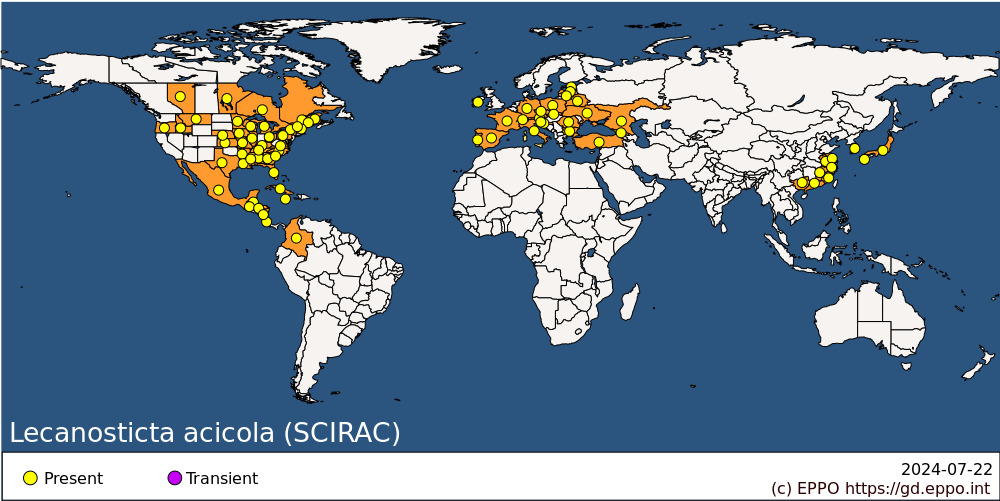 Lecanosticta acicola (SCIRAC)
Present
Transient
2024-07-22
(c) EPPO https://gd.eppo.int